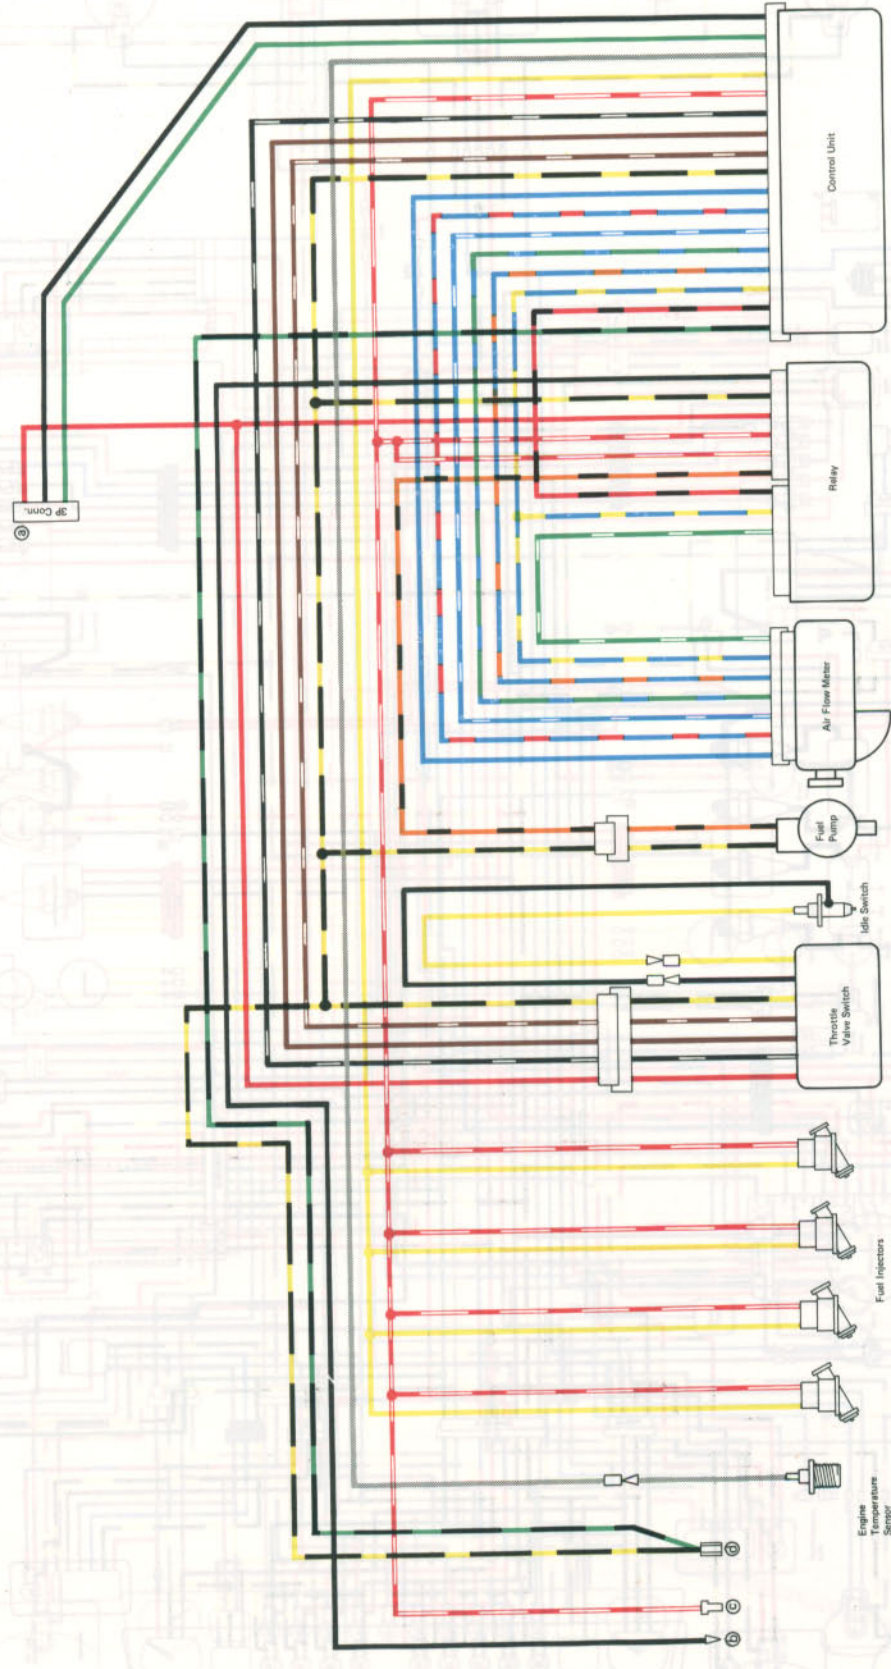 Control Unit
3P Conn.
ⓐ
Relay
Air Flow Meter
Fuel
Pump
Idle Switch
Throttle
Valve Switch
Fuel Injectors
Engine
Temperature
Sensor
ⓓ
ⓒ
ⓑ